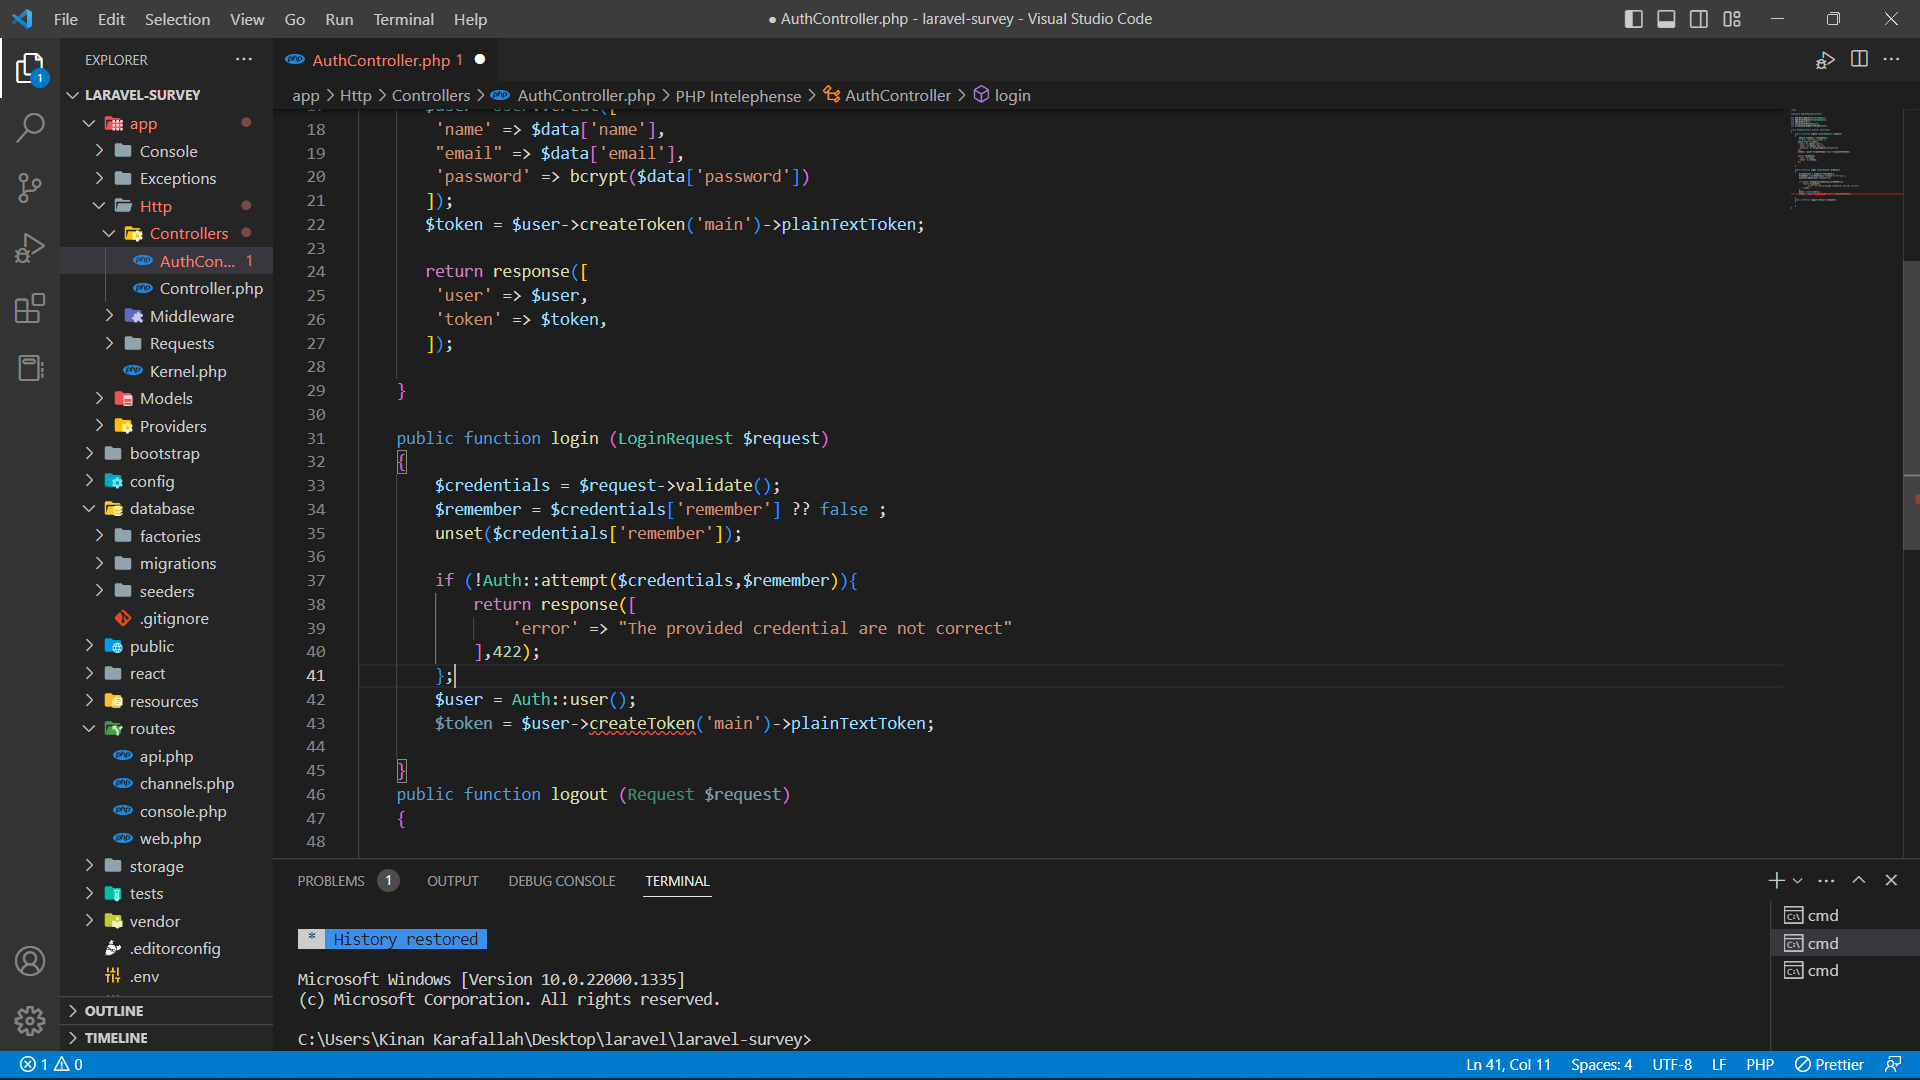 File Edit Selection View Go Run Terminal Help
● AuthController.php - laravel-survey - Visual Studio Code
EXPLORER
AuthController.php 1 ●
LARAVEL-SURVEY
app > Http > Controllers > AuthController.php > PHP Intelephense > AuthController > login
app
Console
Exceptions
Http
Controllers
AuthCon... 1
Controller.php
Middleware
Requests
Kernel.php
Models
Providers
bootstrap
config
database
factories
migrations
seeders
.gitignore
public
react
resources
routes
api.php
channels.php
console.php
web.php
storage
tests
vendor
.editorconfig
.env
OUTLINE
TIMELINE
18 'name' => $data['name'],
19 "email" => $data['email'],
20 'password' => bcrypt($data['password'])
21 ]);
22 $token = $user->createToken('main')->plainTextToken;
23
24 return response([
25 'user' => $user,
26 'token' => $token,
27 ]);
28
29 }
30
31 public function login (LoginRequest $request)
32 {
33 $credentials = $request->validate();
34 $remember = $credentials['remember'] ?? false ;
35 unset($credentials['remember']);
36
37 if (!Auth::attempt($credentials,$remember)){
38 return response([
39 'error' => "The provided credential are not correct"
40 ],422);
41 };
42 $user = Auth::user();
43 $token = $user->createToken('main')->plainTextToken;
44
45 }
46 public function logout (Request $request)
47 {
48
PROBLEMS 1 OUTPUT DEBUG CONSOLE TERMINAL
* History restored
Microsoft Windows [Version 10.0.22000.1335]
(c) Microsoft Corporation. All rights reserved.
C:\Users\Kinan Karafallah\Desktop\laravel\laravel-survey>
cmd
cmd
cmd
1 0
Ln 41, Col 11 Spaces: 4 UTF-8 LF PHP Prettier